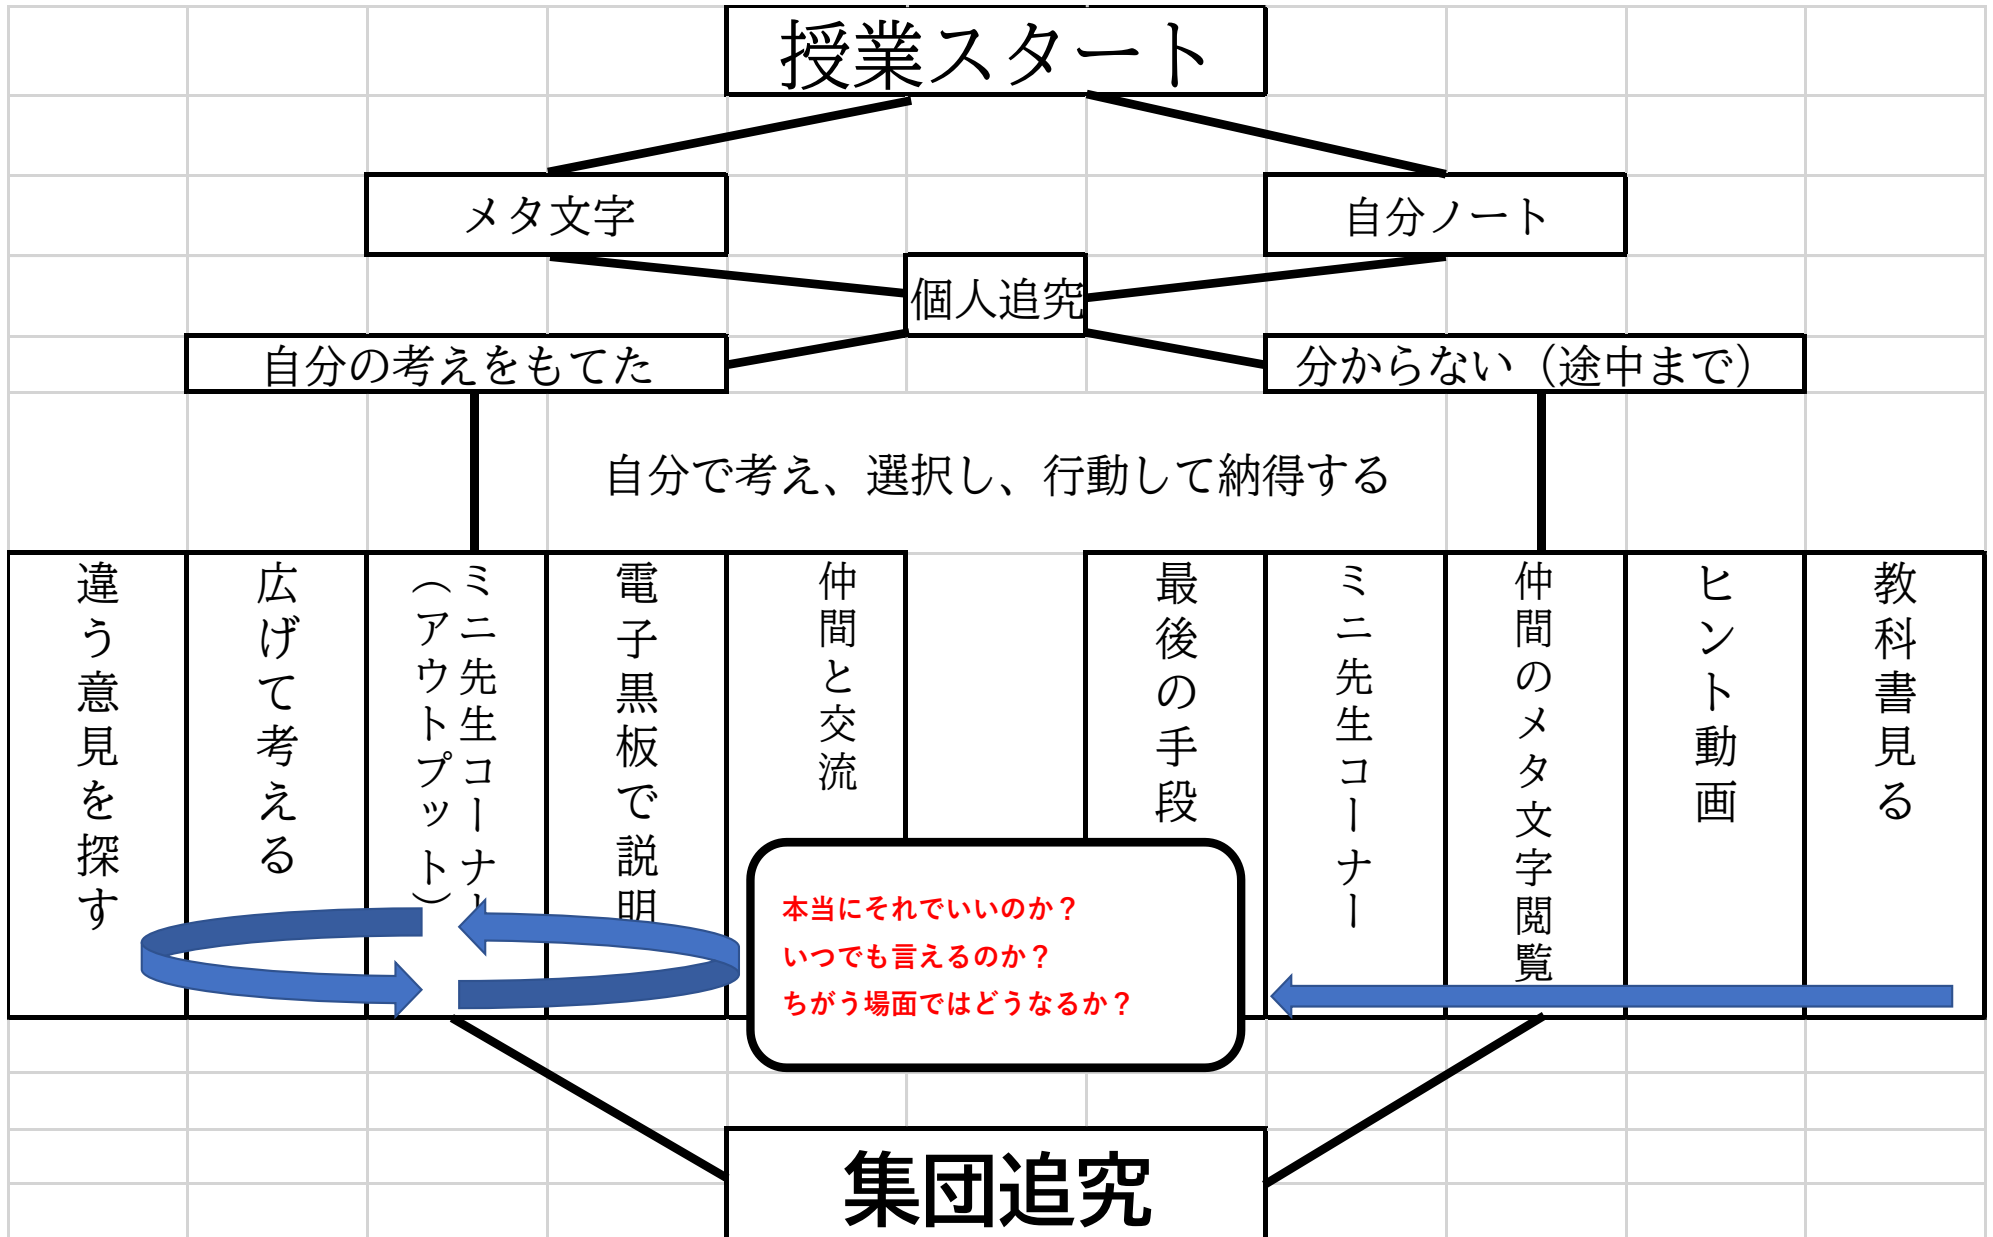 授業スタート
メタ文字
自分ノート
個人追究
自分の考えをもてた
分からない（途中まで）
自分で考え、選択し、行動して納得する
違う意見を探す
広げて考える
ミニ先生コーナー
（アウトプット）
電子黒板で説明
仲間と交流
最後の手段
ミニ先生コーナー
仲間のメタ文字閲覧
ヒント動画
教科書見る
本当にそれでいいのか？
いつでも言えるのか？
ちがう場面ではどうなるか？
集団追究